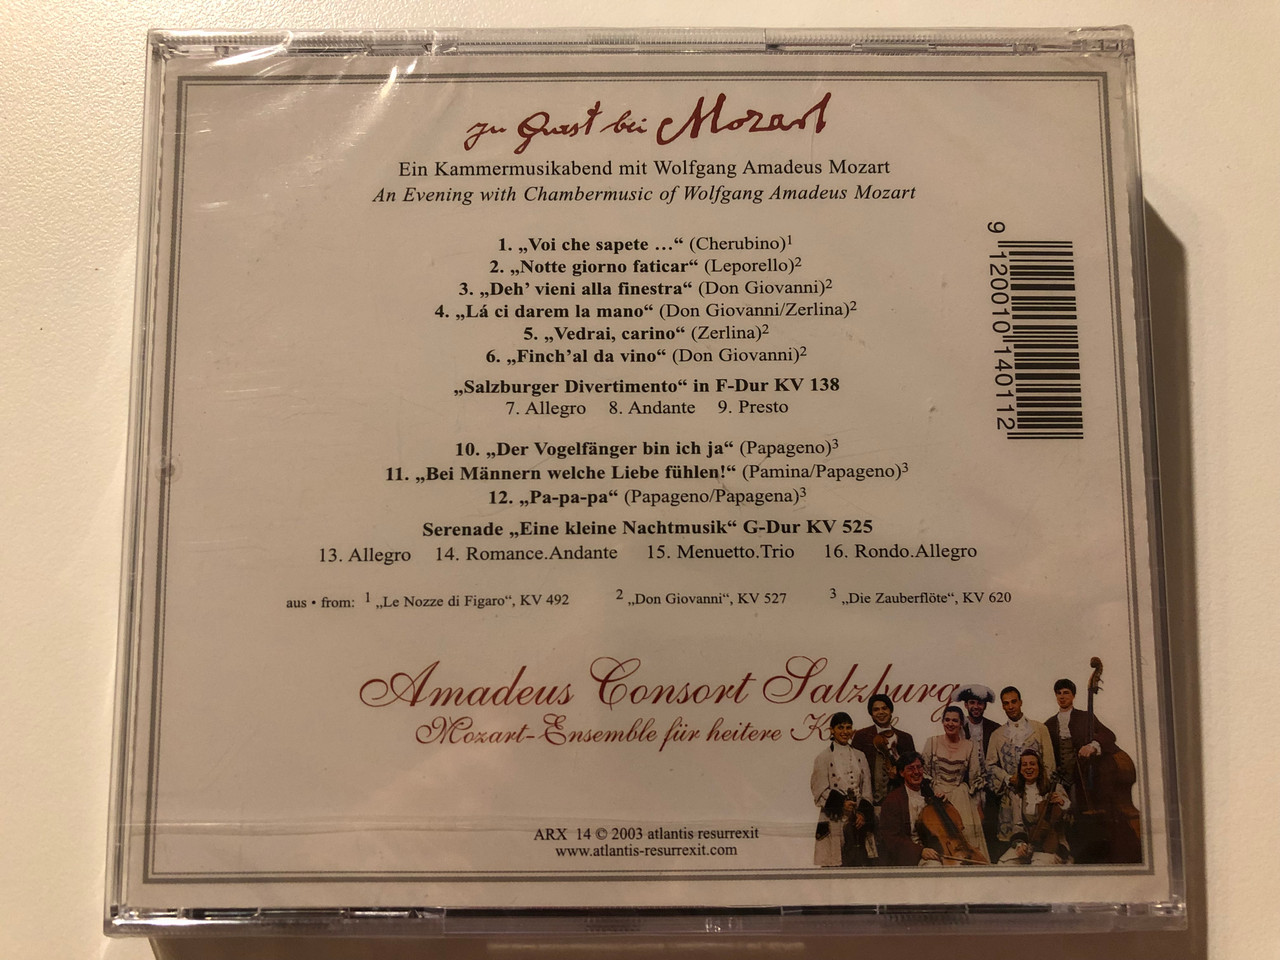 zu Gast bei Mozart
Ein Kammermusikabend mit Wolfgang Amadeus Mozart
An Evening with Chambermusic of Wolfgang Amadeus Mozart
1. „Voi che sapete …“ (Cherubino)¹
2. „Notte giorno faticar“ (Leporello)²
3. „Deh’ vieni alla finestra“ (Don Giovanni)²
4. „Lá ci darem la mano“ (Don Giovanni/Zerlina)²
5. „Vedrai, carino“ (Zerlina)²
6. „Finch’al da vino“ (Don Giovanni)²
„Salzburger Divertimento“ in F-Dur KV 138
7. Allegro 8. Andante 9. Presto
10. „Der Vogelfänger bin ich ja“ (Papageno)³
11. „Bei Männern welche Liebe fühlen!“ (Pamina/Papageno)³
12. „Pa-pa-pa“ (Papageno/Papagena)³
Serenade „Eine kleine Nachtmusik“ G-Dur KV 525
13. Allegro 14. Romance.Andante 15. Menuetto.Trio 16. Rondo.Allegro
aus • from: ¹ „Le Nozze di Figaro“, KV 492 ² „Don Giovanni“, KV 527 ³ „Die Zauberflöte“, KV 620
9 120010 140112
Amadeus Consort Salzburg
Mozart-Ensemble für heitere K
ARX 14 © 2003 atlantis resurrexit
www.atlantis-resurrexit.com